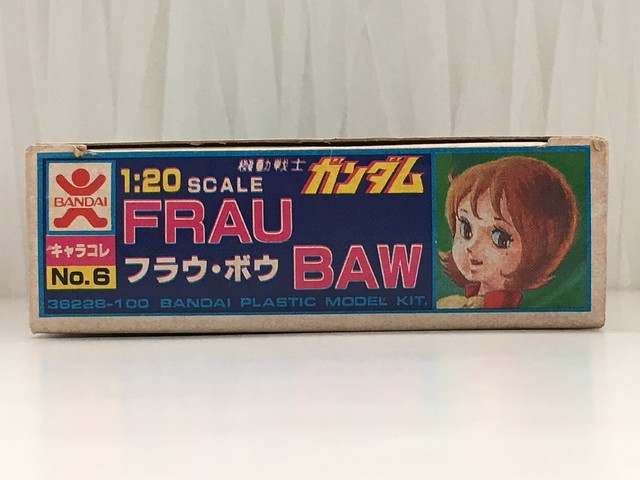 BANDAI
キャラコレ
No.6
1:20 SCALE
機動戦士 ガンダム
FRAU
フラウ・ボウ BAW
36228-100 BANDAI PLASTIC MODEL KIT.